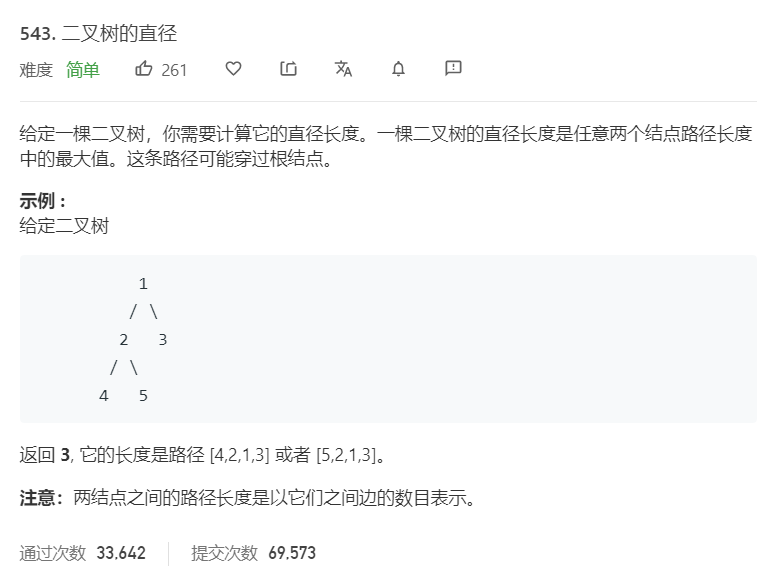 543. 二叉树的直径
难度 简单 261 文A
给定一棵二叉树，你需要计算它的直径长度。一棵二叉树的直径长度是任意两个结点路径长度
中的最大值。这条路径可能穿过根结点。
示例 :
给定二叉树
1
/ \
2 3
/ \
4 5
返回 3, 它的长度是路径 [4,2,1,3] 或者 [5,2,1,3]。
注意：两结点之间的路径长度是以它们之间边的数目表示。
通过次数 33,642 提交次数 69,573